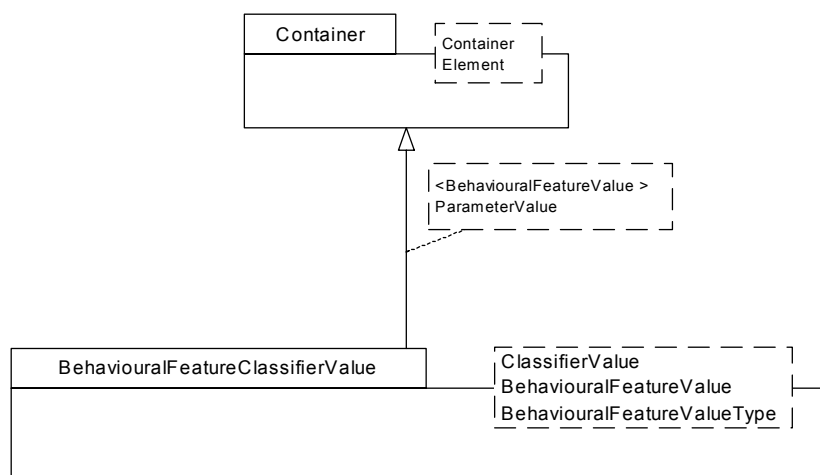 Container
Container
Element
<BehaviouralFeatureValue >
ParameterValue
BehaviouralFeatureClassifierValue
ClassifierValue
BehaviouralFeatureValue
BehaviouralFeatureValueType